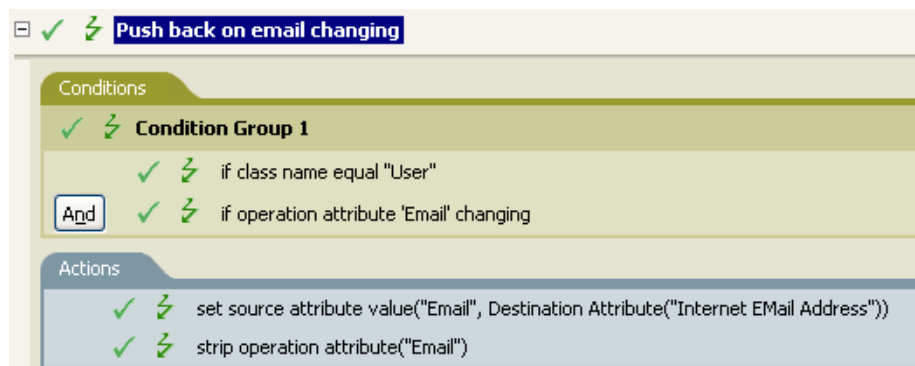 Push back on email changing
Conditions
Condition Group 1
if class name equal "User"
And if operation attribute 'Email' changing
Actions
set source attribute value("Email", Destination Attribute("Internet EMail Address"))
strip operation attribute("Email")